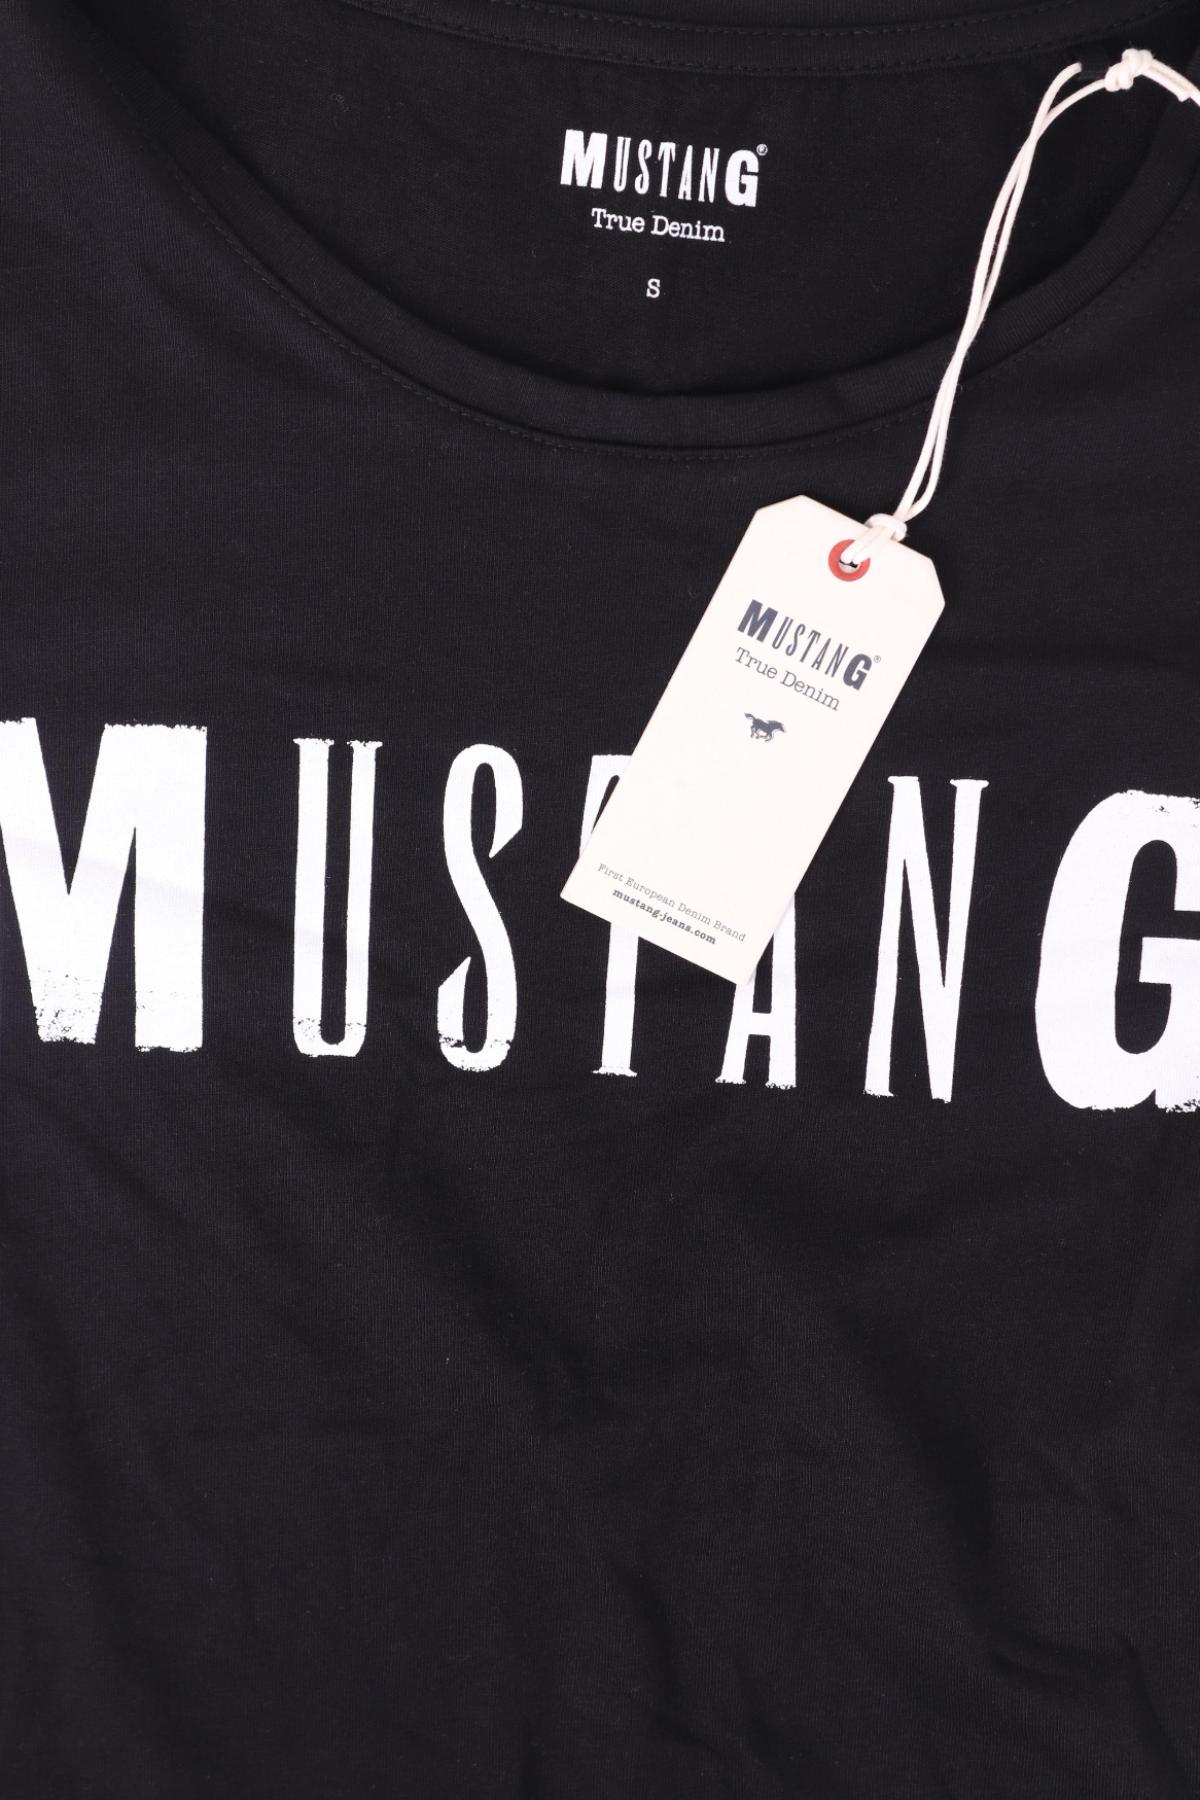 MUSTANG®
True Denim
S
MUSTANG®
True Denim
First European Denim Brand
mustang-jeans.com
MUSTANG